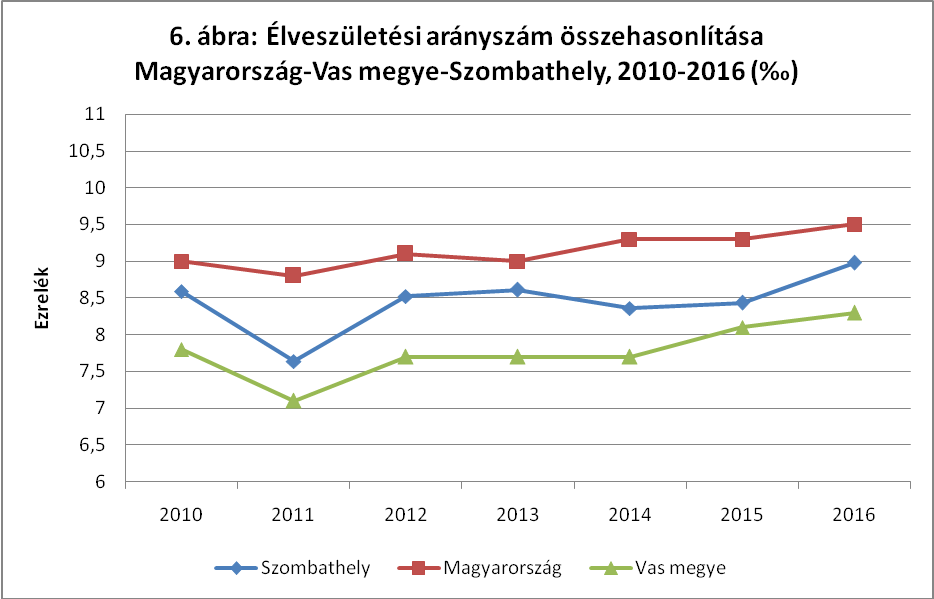 6. ábra: Élveszületési arányszám összehasonlítása
Magyarország-Vas megye-Szombathely, 2010-2016 (‰)
Ezrelék
11
10,5
10
9,5
9
8,5
8
7,5
7
6,5
6
2010 2011 2012 2013 2014 2015 2016
Szombathely Magyarország Vas megye